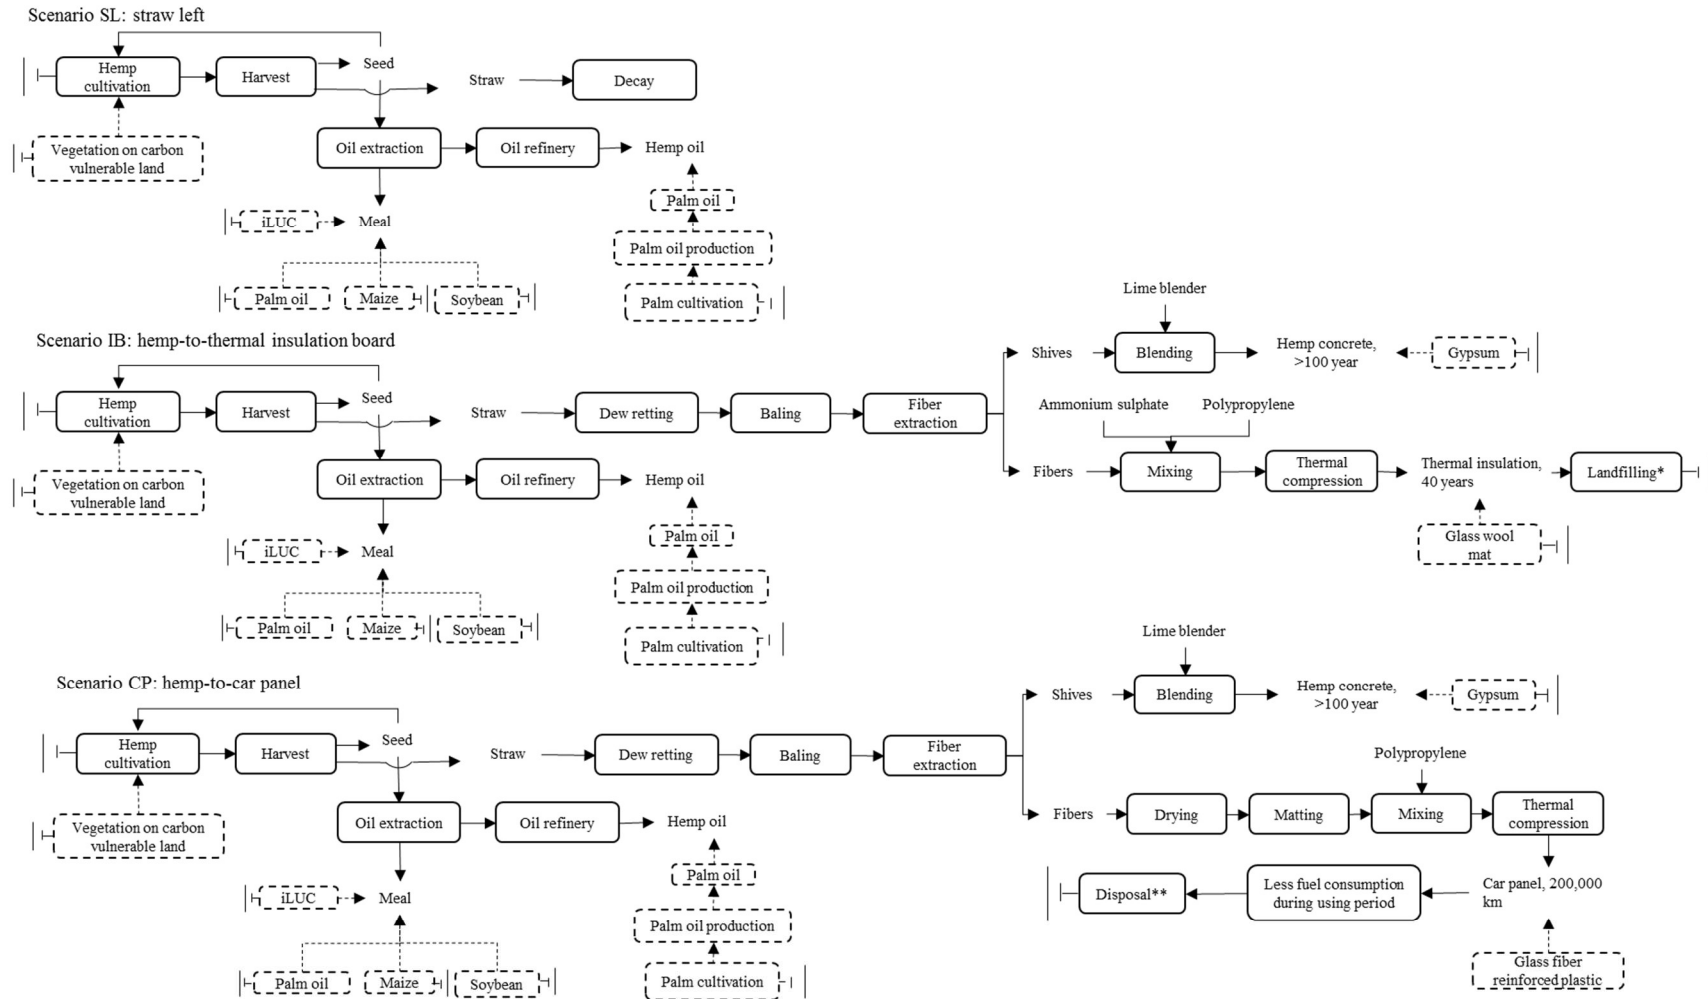 Scenario SL: straw left
Hemp
cultivation
Harvest
Seed
Straw
Decay
Vegetation on carbon
vulnerable land
Oil extraction
Oil refinery
Hemp oil
Palm oil
iLUC
Meal
Palm oil production
Palm oil
Maize
Soybean
Palm cultivation
Scenario IB: hemp-to-thermal insulation board
Lime blender
Shives
Blending
Hemp concrete,
>100 year
Gypsum
Hemp
cultivation
Harvest
Seed
Straw
Dew retting
Baling
Fiber
extraction
Ammonium sulphate
Polypropylene
Fibers
Mixing
Thermal
compression
Thermal insulation,
40 years
Landfilling*
Glass wool
mat
Vegetation on carbon
vulnerable land
Oil extraction
Oil refinery
Hemp oil
Palm oil
iLUC
Meal
Palm oil production
Palm oil
Maize
Soybean
Palm cultivation
Scenario CP: hemp-to-car panel
Lime blender
Shives
Blending
Hemp concrete,
>100 year
Gypsum
Hemp
cultivation
Harvest
Seed
Straw
Dew retting
Baling
Fiber
extraction
Polypropylene
Fibers
Drying
Matting
Mixing
Thermal
compression
Vegetation on carbon
vulnerable land
Oil extraction
Oil refinery
Hemp oil
Palm oil
Disposal**
Less fuel consumption
during using period
Car panel, 200,000
km
iLUC
Meal
Palm oil production
Palm oil
Maize
Soybean
Palm cultivation
Glass fiber
reinforced plastic